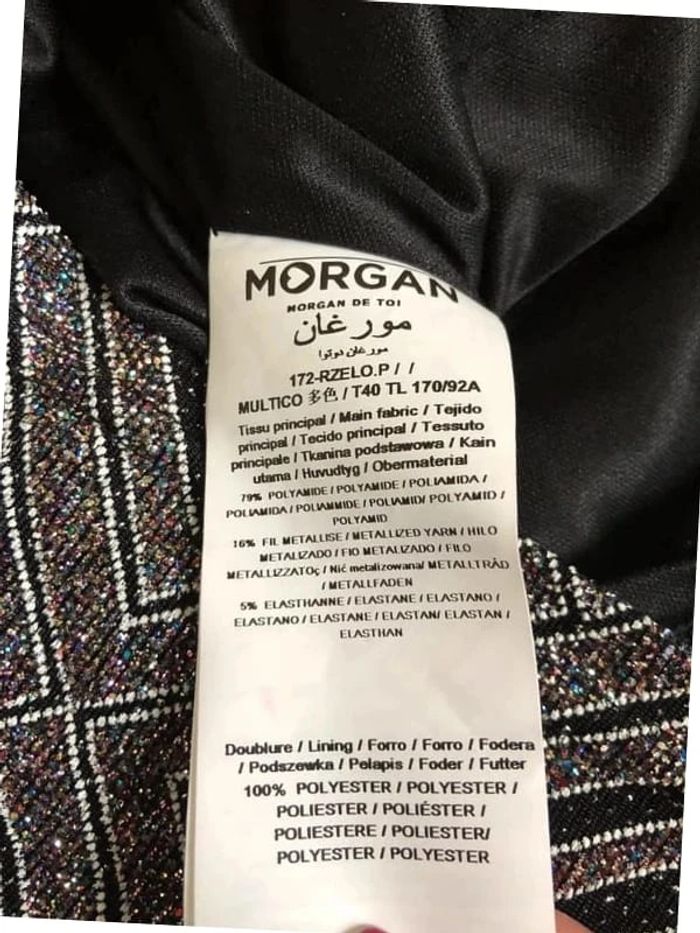 MORGAN
MORGAN DE TOI
مورغان
مورغان دوتوا
172-RZELO.P / /
MULTICO 多色 / T40 TL 170/92A
Tissu principal / Main fabric / Tejido
principal / Tecido principal / Tessuto
principale / Tkanina podstawowa / Kain
utama / Huvudtyg / Obermaterial
79% POLYAMIDE / POLYAMIDE / POLIAMIDA /
POLIAMIDA / POLIAMMIDE / POLIAMID/ POLYAMID /
POLYAMID
16% FIL METALLISE / METALLIZED YARN / HILO
METALIZADO / FIO METALIZADO / FILO
METALLIZZATOç / Nić metalizowana/ METALLTRÅD
/ METALLFADEN
5% ELASTHANNE / ELASTANE / ELASTANO /
ELASTANO / ELASTANE / ELASTAN/ ELASTAN /
ELASTHAN
Doublure / Lining / Forro / Forro / Fodera
/ Podszewka / Pelapis / Foder / Futter
100% POLYESTER / POLYESTER /
POLIESTER / POLIÉSTER /
POLIESTERE / POLIESTER/
POLYESTER / POLYESTER